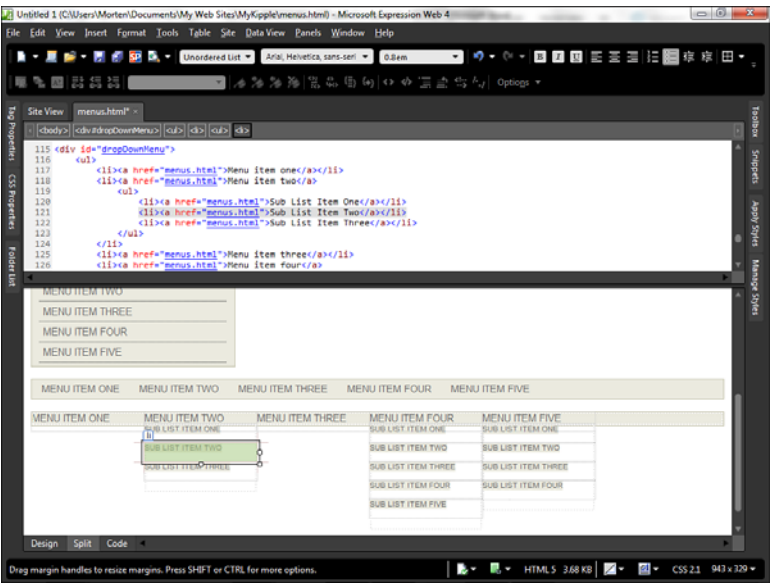 Untitled 1 (C:\Users\Morten\Documents\My Web Sites\MyKipple\menus.html) - Microsoft Expression Web 4
File Edit View Insert Format Tools Table Site Data View Panels Window Help
Unordered List Arial, Helvetica, sans-seri 0.8em
Options
Site View menus.html*
<body> <div#dropDownMenu> <ul> <li> <ul> <li>
115 <div id="dropDownMenu">
116 <ul>
117 <li><a href="menus.html">Menu item one</a></li>
118 <li><a href="menus.html">Menu item two</a>
119 <ul>
120 <li><a href="menus.html">Sub List Item One</a></li>
121 <li><a href="menus.html">Sub List Item Two</a></li>
122 <li><a href="menus.html">Sub List Item Three</a></li>
123 </ul>
124 </li>
125 <li><a href="menus.html">Menu item three</a></li>
126 <li><a href="menus.html">Menu item four</a>
Tag Properties
CSS Properties
Folder List
Toolbox
Snippets
Apply Styles
Manage Styles
MENU ITEM TWO
MENU ITEM THREE
MENU ITEM FOUR
MENU ITEM FIVE
MENU ITEM ONE MENU ITEM TWO MENU ITEM THREE MENU ITEM FOUR MENU ITEM FIVE
MENU ITEM ONE MENU ITEM TWO MENU ITEM THREE MENU ITEM FOUR MENU ITEM FIVE
SUB LIST ITEM ONE SUB LIST ITEM ONE SUB LIST ITEM ONE
li
SUB LIST ITEM TWO SUB LIST ITEM TWO SUB LIST ITEM TWO
SUB LIST ITEM THREE SUB LIST ITEM THREE SUB LIST ITEM THREE
SUB LIST ITEM FOUR SUB LIST ITEM FOUR
SUB LIST ITEM FIVE
Design Split Code
Drag margin handles to resize margins. Press SHIFT or CTRL for more options. HTML 5 3.68 KB CSS 2.1 943 x 329